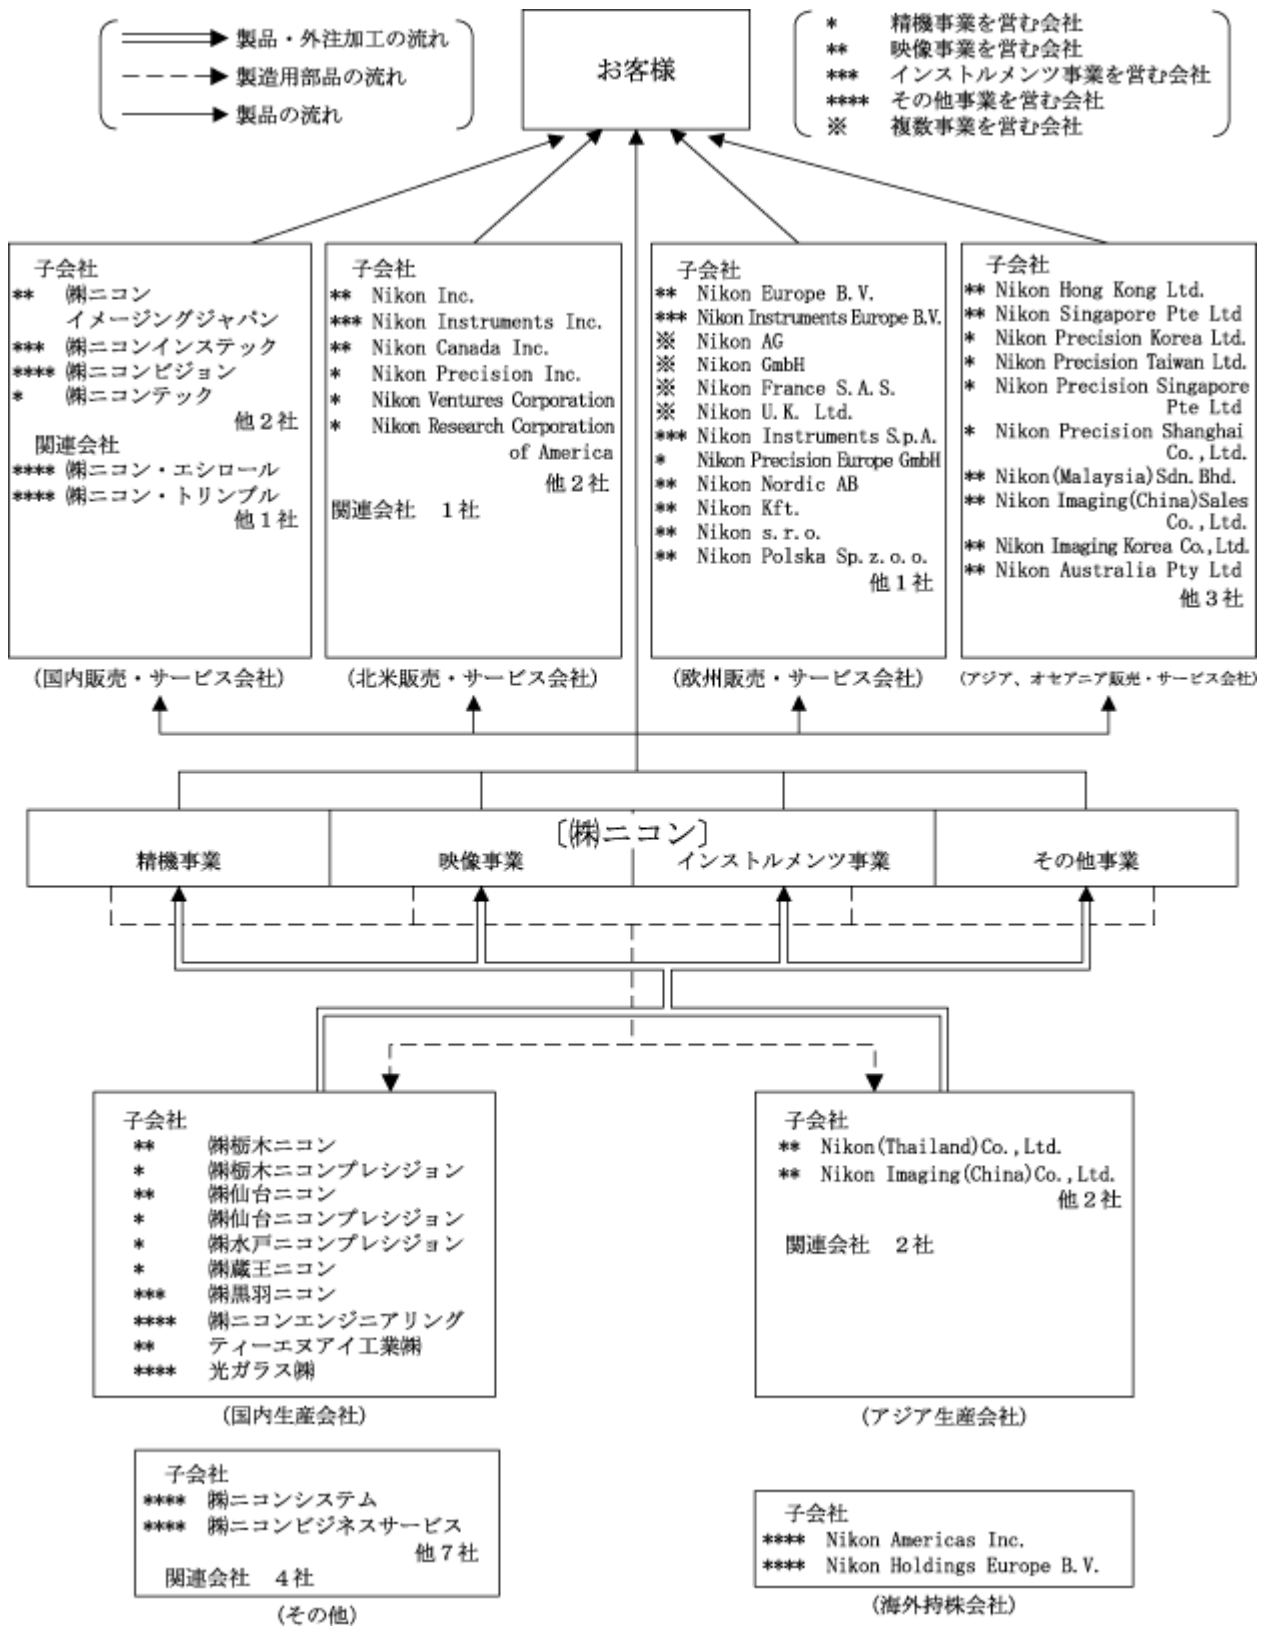 製品・外注加工の流れ
製造用部品の流れ
製品の流れ
お客様
* 精機事業を営む会社
** 映像事業を営む会社
*** インストルメンツ事業を営む会社
**** その他事業を営む会社
※ 複数事業を営む会社
子会社
** ㈱ニコン
イメージングジャパン
*** ㈱ニコンインステック
**** ㈱ニコンビジョン
* ㈱ニコンテック
他2社
関連会社
**** ㈱ニコン・エシロール
**** ㈱ニコン・トリンブル
他1社
(国内販売・サービス会社)
子会社
** Nikon Inc.
*** Nikon Instruments Inc.
** Nikon Canada Inc.
* Nikon Precision Inc.
* Nikon Ventures Corporation
* Nikon Research Corporation
of America
他2社
関連会社 1社
(北米販売・サービス会社)
子会社
** Nikon Europe B.V.
*** Nikon Instruments Europe B.V.
※ Nikon AG
※ Nikon GmbH
※ Nikon France S.A.S.
※ Nikon U.K. Ltd.
*** Nikon Instruments S.p.A.
* Nikon Precision Europe GmbH
** Nikon Nordic AB
** Nikon Kft.
** Nikon s.r.o.
** Nikon Polska Sp.z.o.o.
他1社
(欧州販売・サービス会社)
子会社
** Nikon Hong Kong Ltd.
** Nikon Singapore Pte Ltd
* Nikon Precision Korea Ltd.
* Nikon Precision Taiwan Ltd.
* Nikon Precision Singapore
Pte Ltd
* Nikon Precision Shanghai
Co.,Ltd.
** Nikon(Malaysia)Sdn.Bhd.
** Nikon Imaging(China)Sales
Co.,Ltd.
** Nikon Imaging Korea Co.,Ltd.
** Nikon Australia Pty Ltd
他3社
(アジア、オセアニア販売・サービス会社)
〔㈱ニコン〕
精機事業
映像事業
インストルメンツ事業
その他事業
子会社
** ㈱栃木ニコン
* ㈱栃木ニコンプレシジョン
** ㈱仙台ニコン
* ㈱仙台ニコンプレシジョン
* ㈱水戸ニコンプレシジョン
* ㈱蔵王ニコン
*** ㈱黒羽ニコン
**** ㈱ニコンエンジニアリング
** ティーエヌアイ工業㈱
**** 光ガラス㈱
(国内生産会社)
子会社
** Nikon(Thailand)Co.,Ltd.
** Nikon Imaging(China)Co.,Ltd.
他2社
関連会社 2社
(アジア生産会社)
子会社
**** ㈱ニコンシステム
**** ㈱ニコンビジネスサービス
他7社
関連会社 4社
(その他)
子会社
**** Nikon Americas Inc.
**** Nikon Holdings Europe B.V.
(海外持株会社)